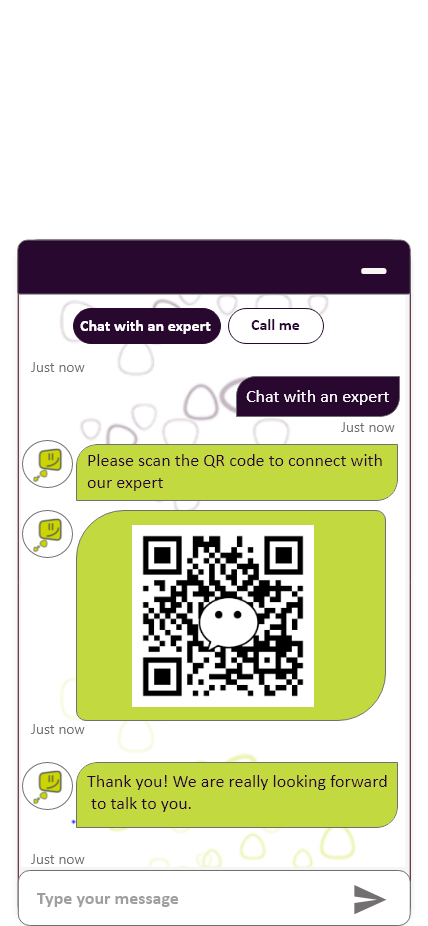 Chat with an expert
Call me
Just now
Chat with an expert
Just now
Please scan the QR code to connect with
our expert
Just now
Thank you! We are really looking forward
to talk to you.
Just now
Type your message